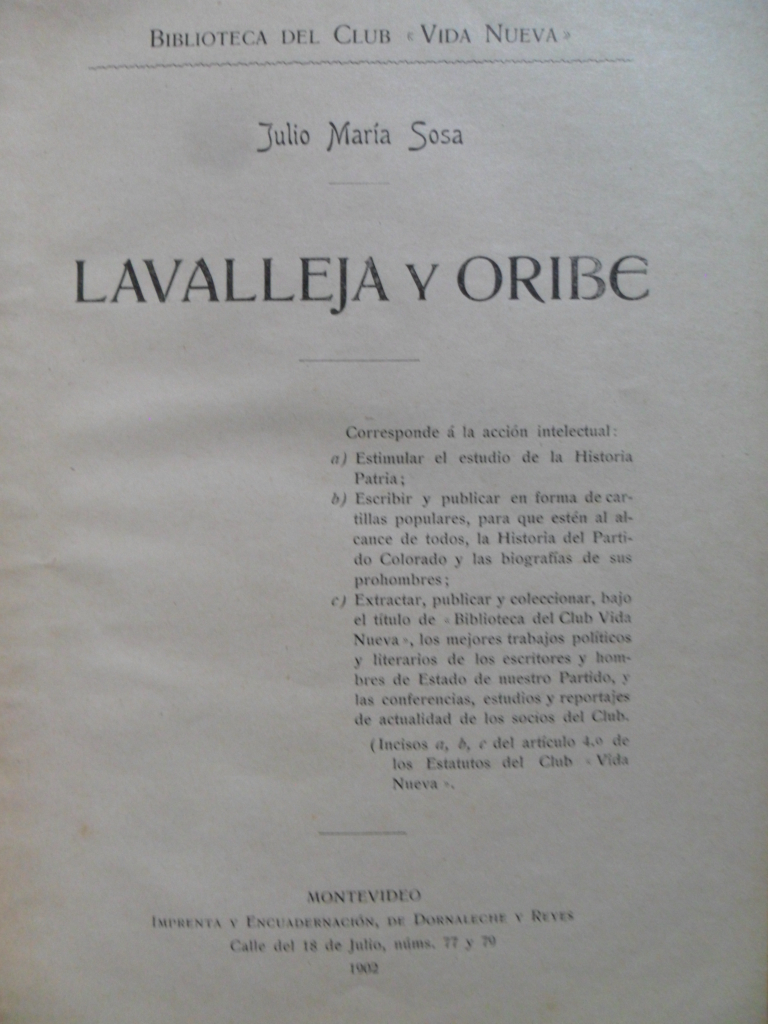 BIBLIOTECA DEL CLUB « VIDA NUEVA »
Julio María Sosa
LAVALLEJA Y ORIBE
Corresponde á la acción intelectual:
a) Estimular el estudio de la Historia
Patria;
b) Escribir y publicar en forma de car-
tillas populares, para que estén al al-
cance de todos, la Historia del Parti-
do Colorado y las biografías de sus
prohombres;
c) Extractar, publicar y coleccionar, bajo
el título de « Biblioteca del Club Vida
Nueva », los mejores trabajos políticos
y literarios de los escritores y hom-
bres de Estado de nuestro Partido, y
las conferencias, estudios y reportajes
de actualidad de los socios del Club.
(Incisos a, b, c del artículo 4.º de
los Estatutos del Club « Vida
Nueva ».
MONTEVIDEO
IMPRENTA Y ENCUADERNACIÓN, DE DORNALECHE Y REYES
Calle del 18 de Julio, núms. 77 y 79
1902